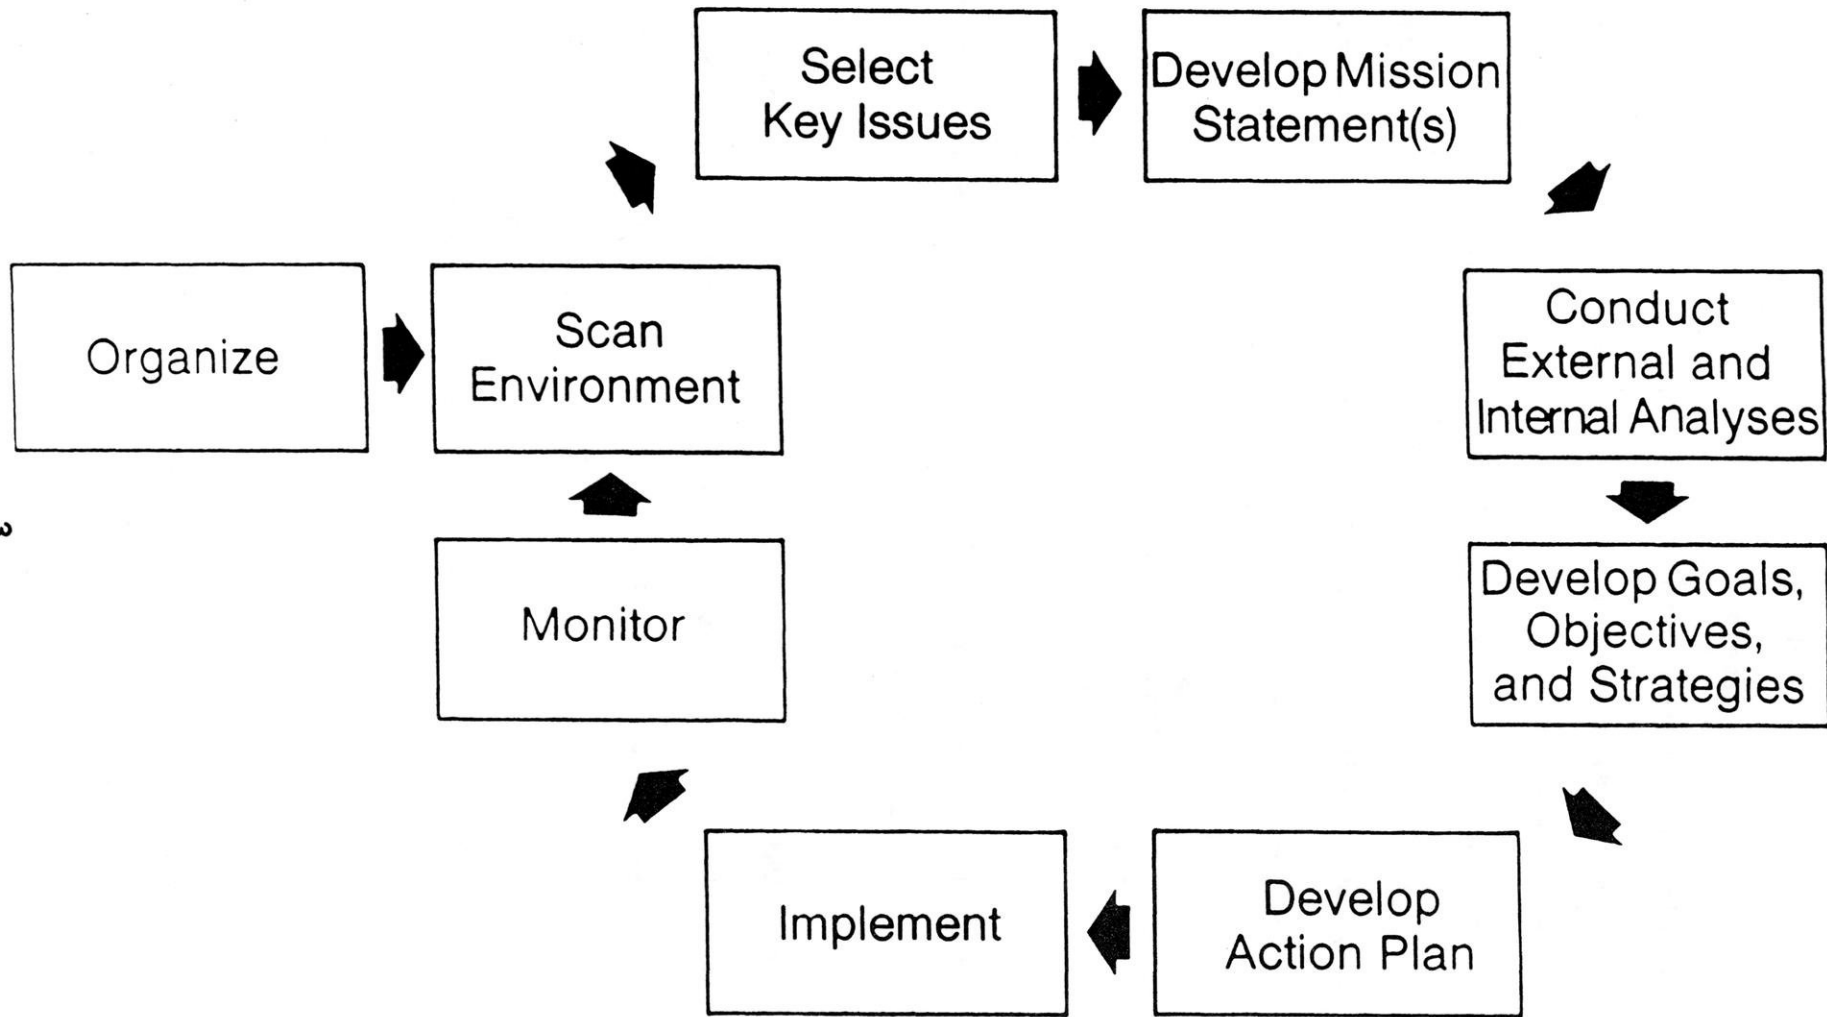 Select
Key Issues
Develop Mission
Statement(s)
Organize
Scan
Environment
Conduct
External and
Internal Analyses
Monitor
Develop Goals,
Objectives,
and Strategies
Implement
Develop
Action Plan
3